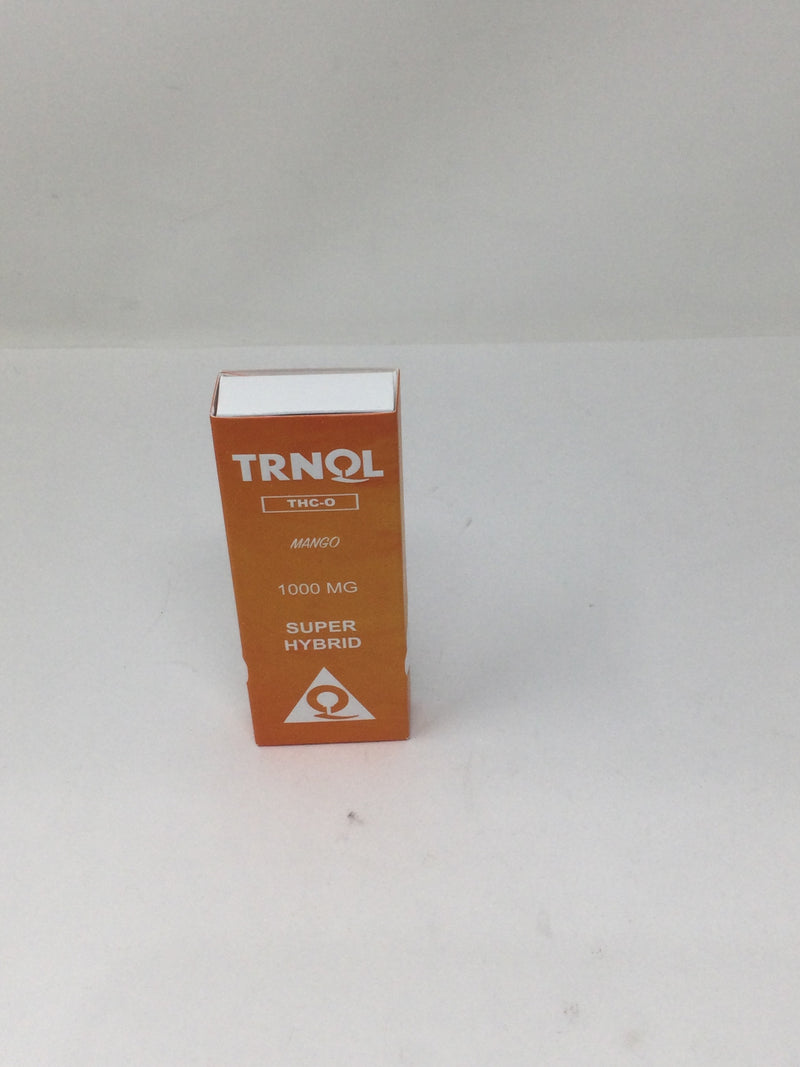 TRNQL
THC-O
MANGO
1000 MG
SUPER
HYBRID